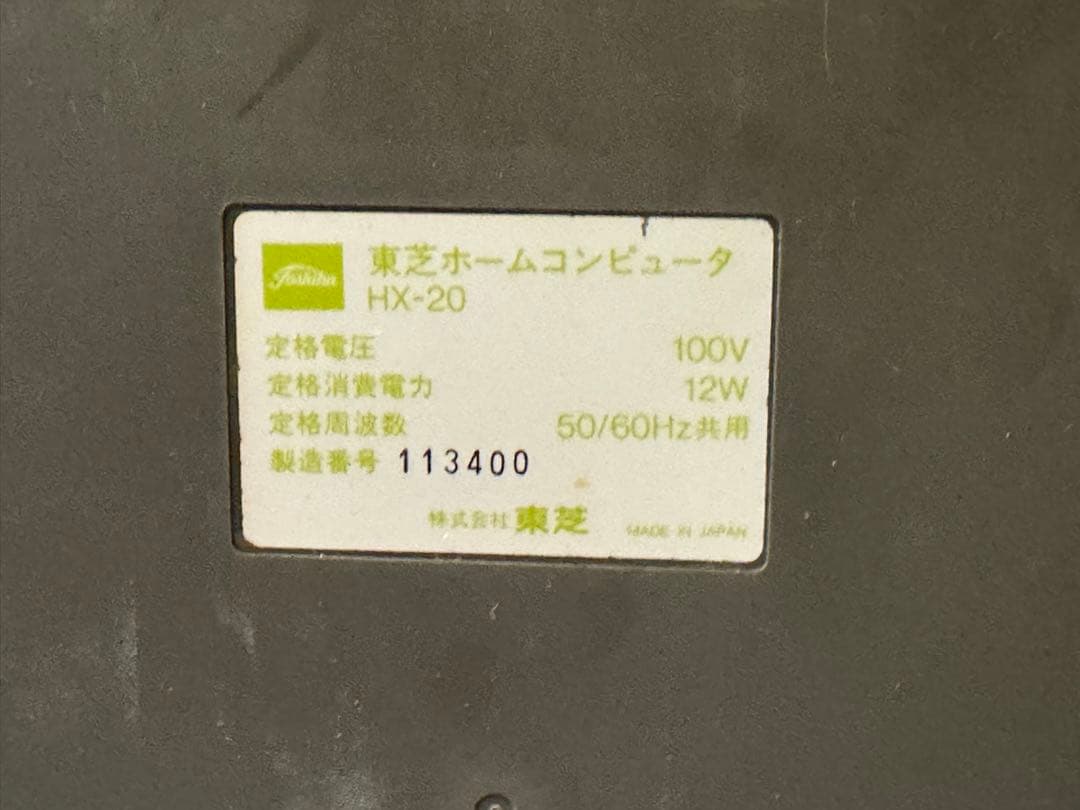 Toshiba
東芝ホームコンピュータ
HX-20
定格電圧 100V
定格消費電力 12W
定格周波数 50/60Hz共用
製造番号 113400
株式会社 東芝 MADE IN JAPAN